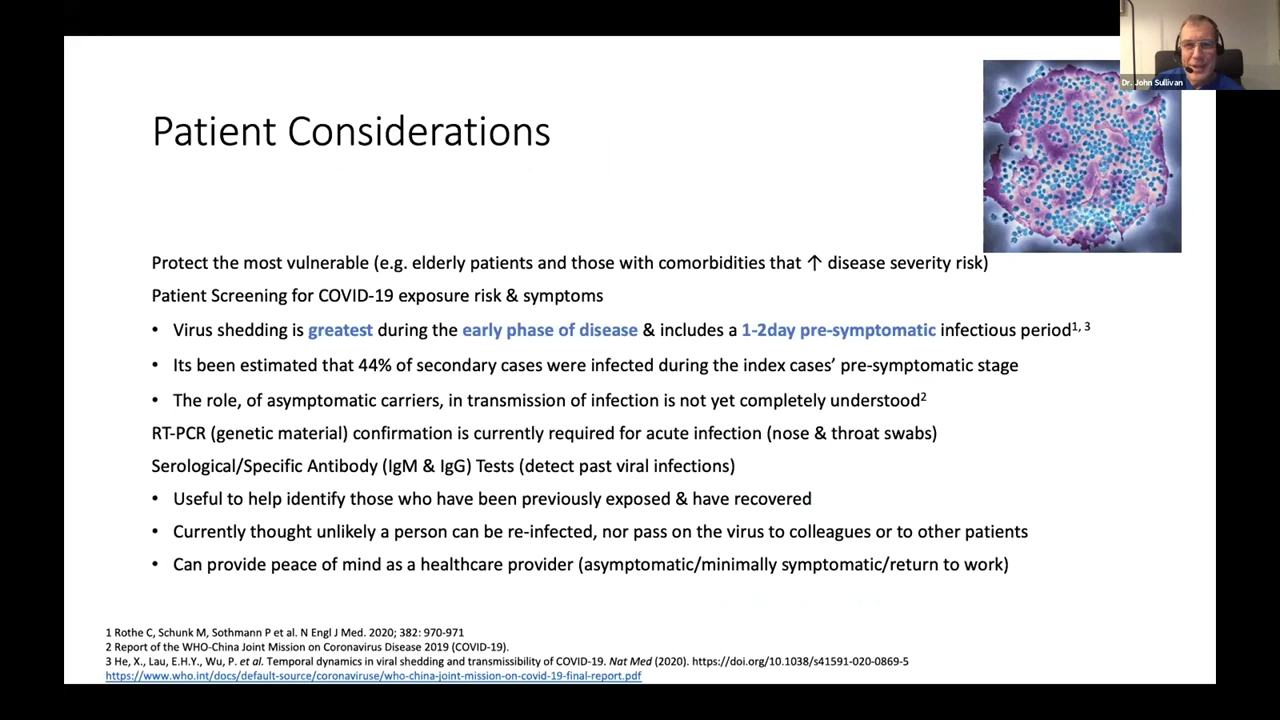 Dr. John Sullivan
Patient Considerations
Protect the most vulnerable (e.g. elderly patients and those with comorbidities that ↑ disease severity risk)
Patient Screening for COVID-19 exposure risk & symptoms
• Virus shedding is greatest during the early phase of disease & includes a 1-2day pre-symptomatic infectious period1, 3
• Its been estimated that 44% of secondary cases were infected during the index cases’ pre-symptomatic stage
• The role, of asymptomatic carriers, in transmission of infection is not yet completely understood2
RT-PCR (genetic material) confirmation is currently required for acute infection (nose & throat swabs)
Serological/Specific Antibody (IgM & IgG) Tests (detect past viral infections)
• Useful to help identify those who have been previously exposed & have recovered
• Currently thought unlikely a person can be re-infected, nor pass on the virus to colleagues or to other patients
• Can provide peace of mind as a healthcare provider (asymptomatic/minimally symptomatic/return to work)
1 Rothe C, Schunk M, Sothmann P et al. N Engl J Med. 2020; 382: 970-971
2 Report of the WHO-China Joint Mission on Coronavirus Disease 2019 (COVID-19).
3 He, X., Lau, E.H.Y., Wu, P. et al. Temporal dynamics in viral shedding and transmissibility of COVID-19. Nat Med (2020). https://doi.org/10.1038/s41591-020-0869-5
https://www.who.int/docs/default-source/coronaviruse/who-china-joint-mission-on-covid-19-final-report.pdf